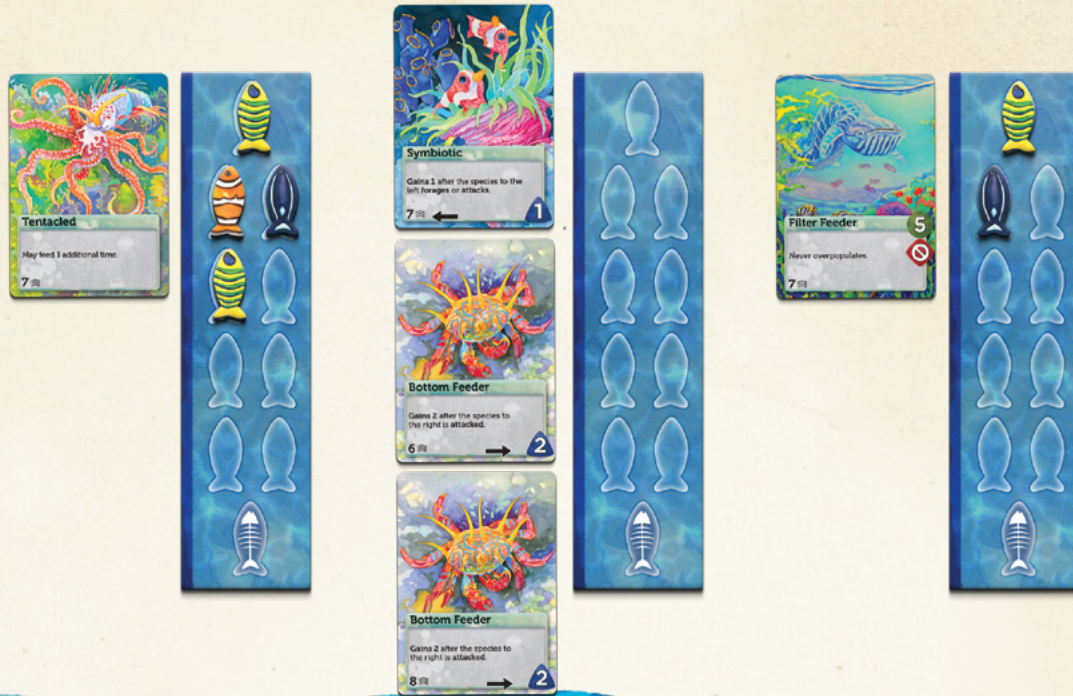 Tentacled
May feed 1 additional time.
7
Symbiotic
Gains 1 after the species to the
left forages or attacks.
7
1
Bottom Feeder
Gains 2 after the species to
the right is attacked.
6
2
Bottom Feeder
Gains 2 after the species to
the right is attacked.
8
2
Filter Feeder
5
Never overpopulates.
7